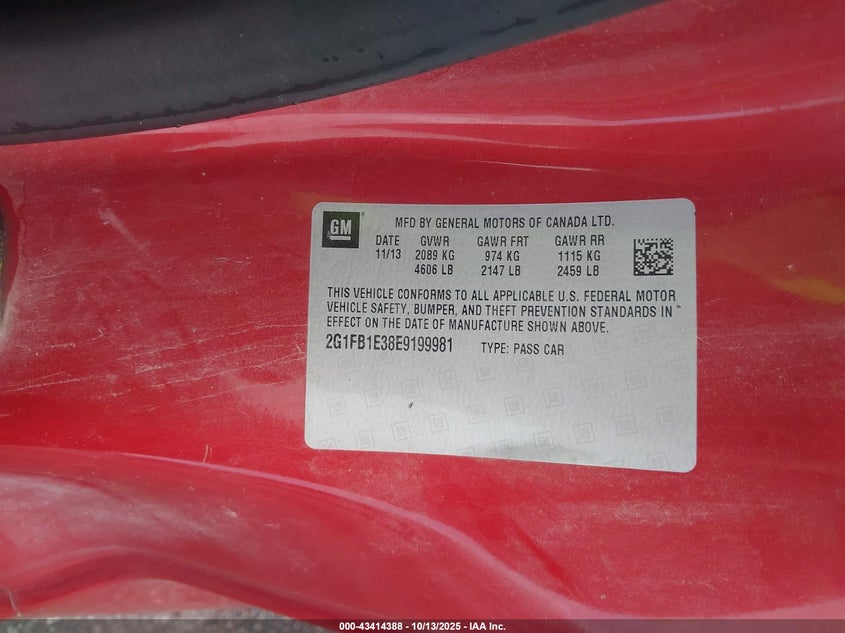 GM
MFD BY GENERAL MOTORS OF CANADA LTD.
DATE GVWR GAWR FRT GAWR RR
11/13 2089 KG 974 KG 1115 KG
4606 LB 2147 LB 2459 LB
THIS VEHICLE CONFORMS TO ALL APPLICABLE U.S. FEDERAL MOTOR
VEHICLE SAFETY, BUMPER, AND THEFT PREVENTION STANDARDS IN
EFFECT ON THE DATE OF MANUFACTURE SHOWN ABOVE.
2G1FB1E38E9199981 TYPE: PASS CAR
000-43414388 - 10/13/2025 - IAA Inc.